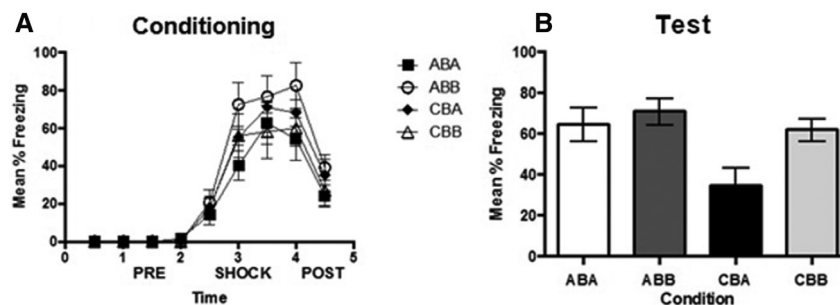 A
Conditioning
Mean % Freezing
100
80
60
40
20
0
0 1 2 3 4 5
PRE SHOCK POST
Time
ABA
ABB
CBA
CBB
B
Test
Mean % Freezing
100
80
60
40
20
0
ABA ABB CBA CBB
Condition